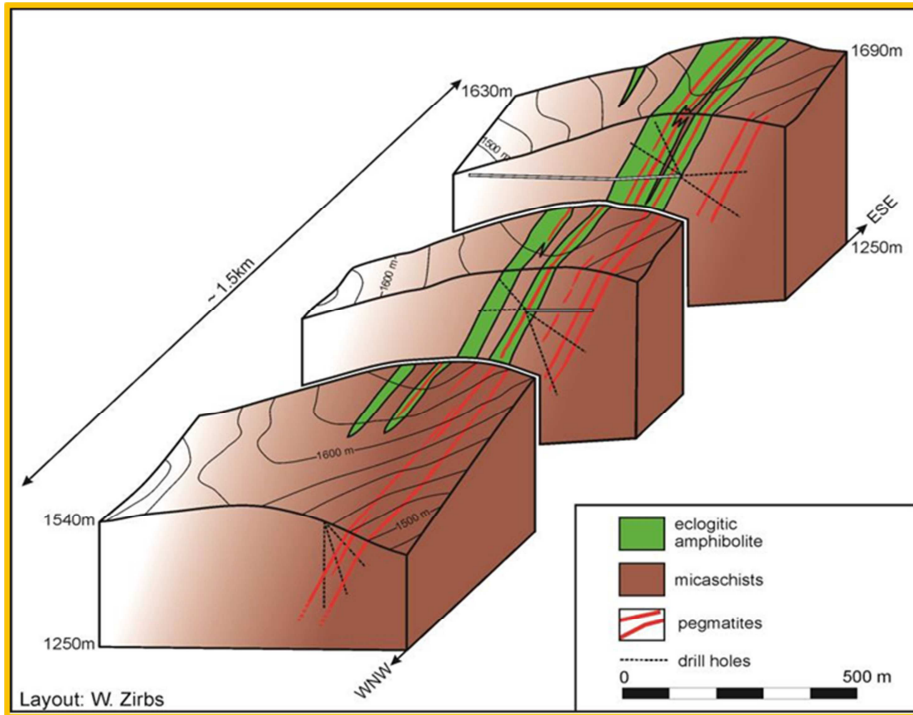 1690m
1630m
1500 m
ESE
1250m
~ 1.5km
1600 m
1600 m
1540m
1500 m
1250m
WNW
eclogitic
amphibolite
micaschists
pegmatites
drill holes
0 500 m
Layout: W. Zirbs